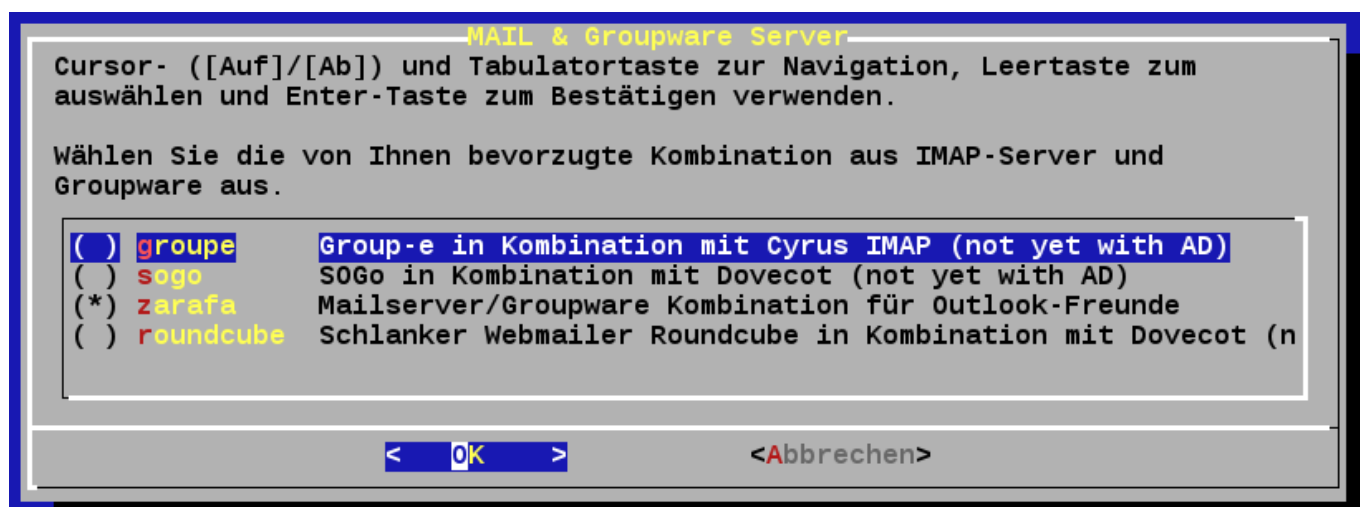 MAIL & Groupware Server
Cursor- ([Auf]/[Ab]) und Tabulatortaste zur Navigation, Leertaste zum
auswählen und Enter-Taste zum Bestätigen verwenden.
Wählen Sie die von Ihnen bevorzugte Kombination aus IMAP-Server und
Groupware aus.
( ) groupe Group-e in Kombination mit Cyrus IMAP (not yet with AD)
( ) sogo SOGo in Kombination mit Dovecot (not yet with AD)
(*) zarafa Mailserver/Groupware Kombination für Outlook-Freunde
( ) roundcube Schlanker Webmailer Roundcube in Kombination mit Dovecot (n
< OK > <Abbrechen>